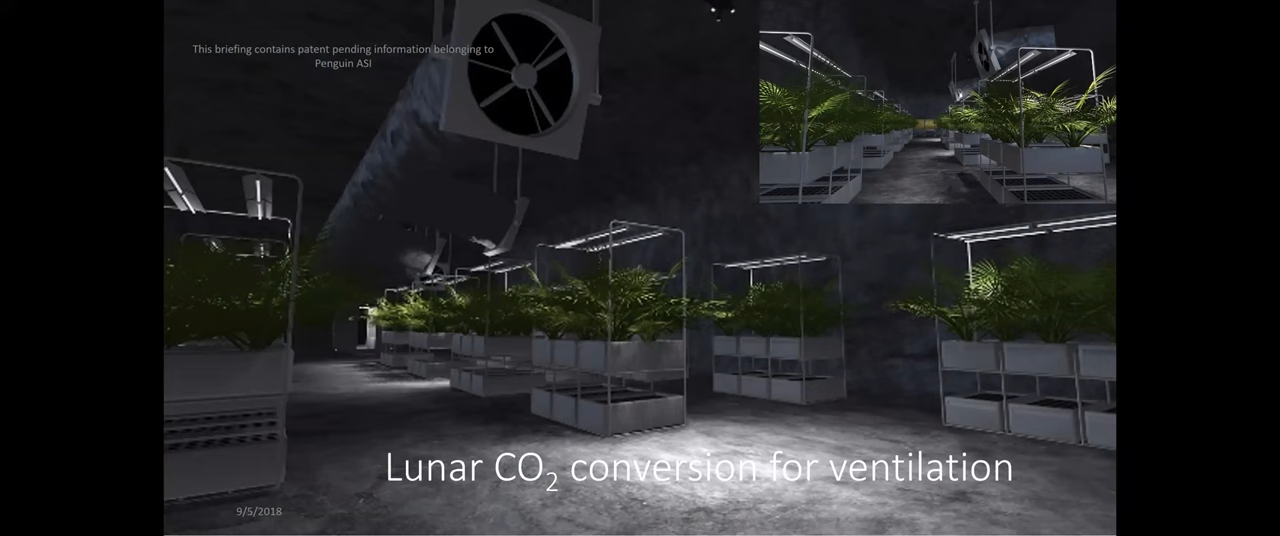 This briefing contains patent pending information belonging to
Penguin ASI
Lunar CO₂ conversion for ventilation
9/5/2018